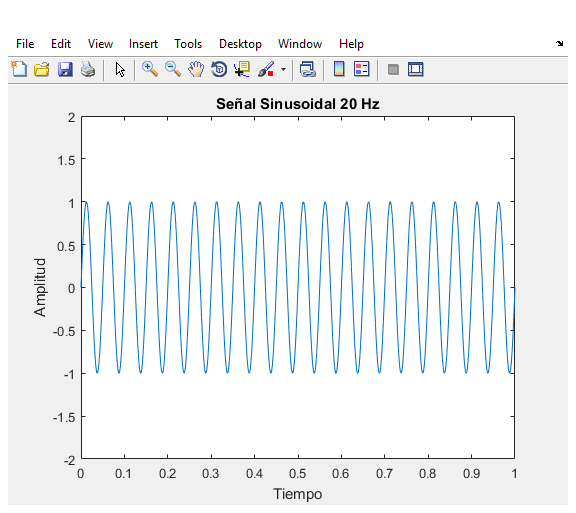 File Edit View Insert Tools Desktop Window Help
Señal Sinusoidal 20 Hz
2
1.5
1
0.5
0
-0.5
-1
-1.5
-2
Amplitud
0 0.1 0.2 0.3 0.4 0.5 0.6 0.7 0.8 0.9 1
Tiempo